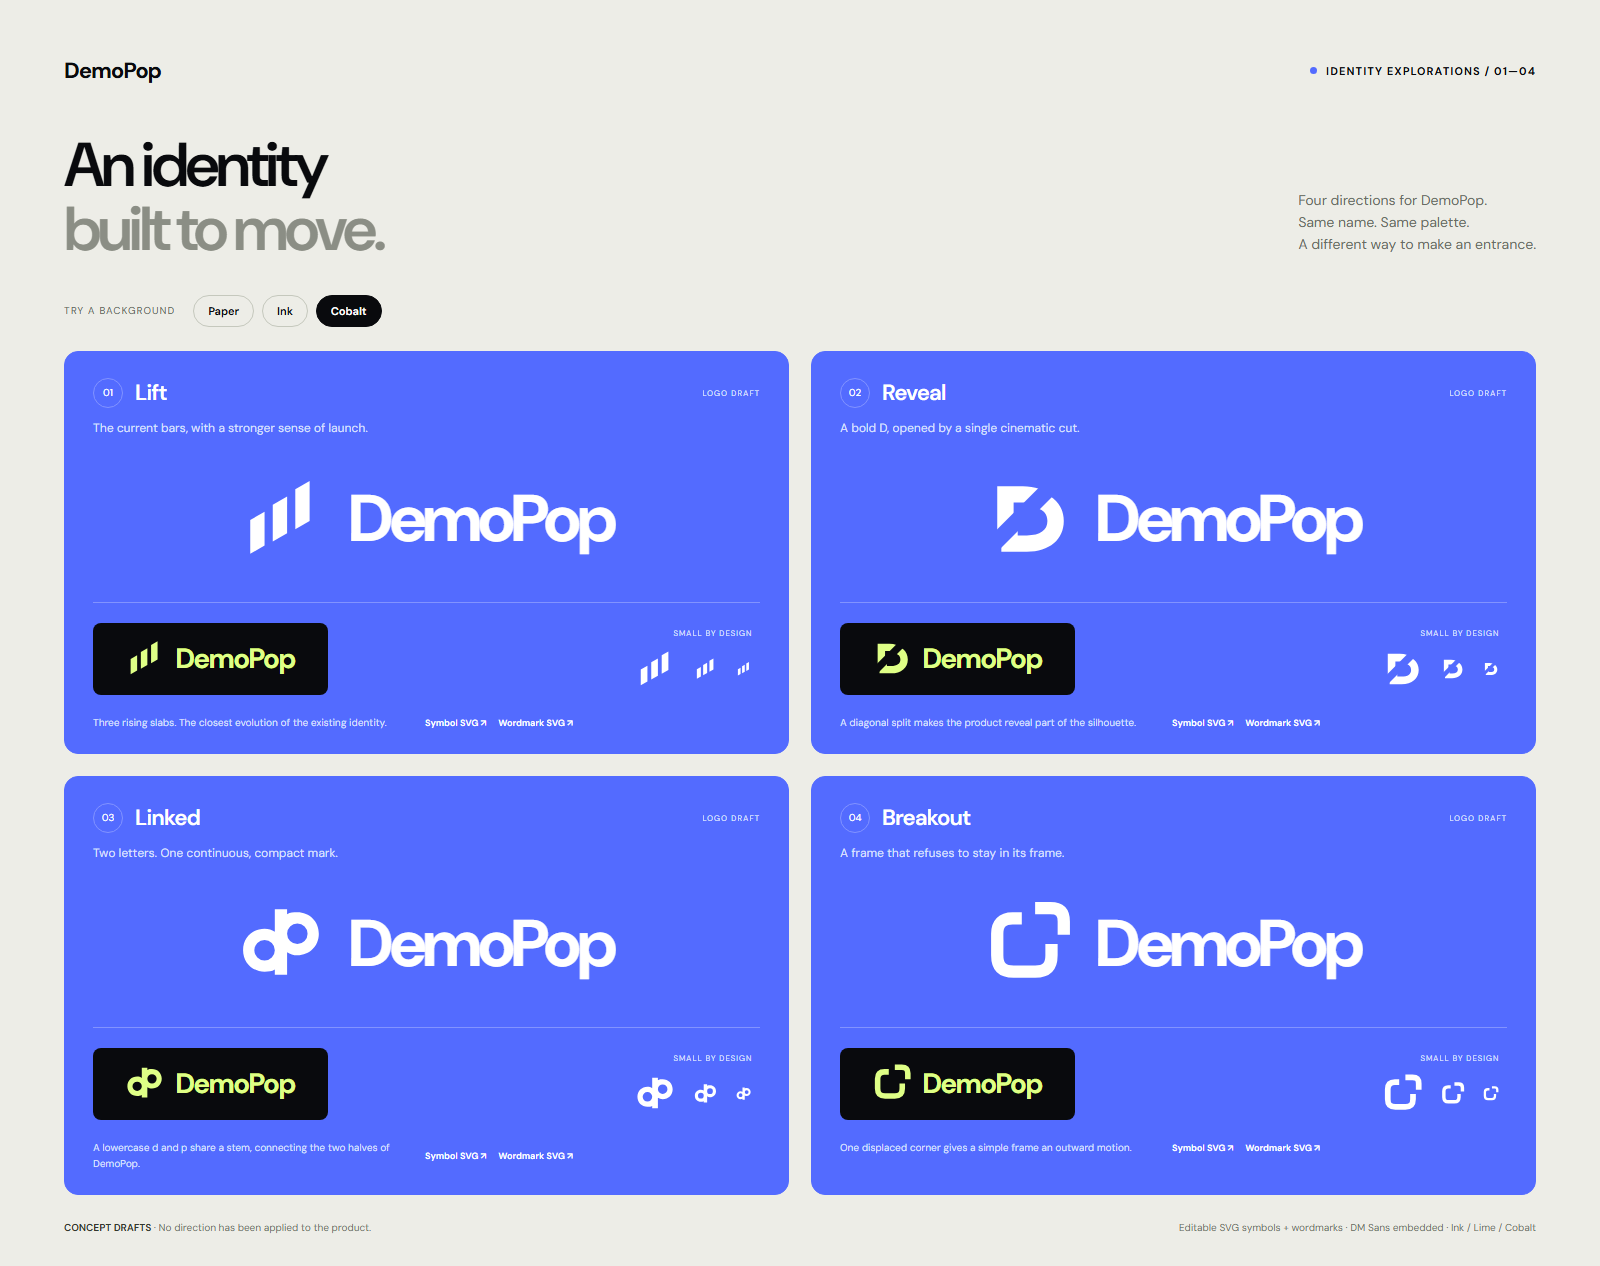 DemoPop
IDENTITY EXPLORATIONS / 01—04
An identity
built to move.
Four directions for DemoPop.
Same name. Same palette.
A different way to make an entrance.
TRY A BACKGROUND
Paper
Ink
Cobalt
01
Lift
LOGO DRAFT
The current bars, with a stronger sense of launch.
DemoPop
DemoPop
SMALL BY DESIGN
Three rising slabs. The closest evolution of the existing identity.
Symbol SVG↗
Wordmark SVG↗
02
Reveal
LOGO DRAFT
A bold D, opened by a single cinematic cut.
DemoPop
DemoPop
SMALL BY DESIGN
A diagonal split makes the product reveal part of the silhouette.
Symbol SVG↗
Wordmark SVG↗
03
Linked
LOGO DRAFT
Two letters. One continuous, compact mark.
dp DemoPop
dp DemoPop
SMALL BY DESIGN
dp dp dp
A lowercase d and p share a stem, connecting the two halves of
DemoPop.
Symbol SVG↗
Wordmark SVG↗
04
Breakout
LOGO DRAFT
A frame that refuses to stay in its frame.
DemoPop
DemoPop
SMALL BY DESIGN
One displaced corner gives a simple frame an outward motion.
Symbol SVG↗
Wordmark SVG↗
CONCEPT DRAFTS · No direction has been applied to the product.
Editable SVG symbols + wordmarks · DM Sans embedded · Ink / Lime / Cobalt